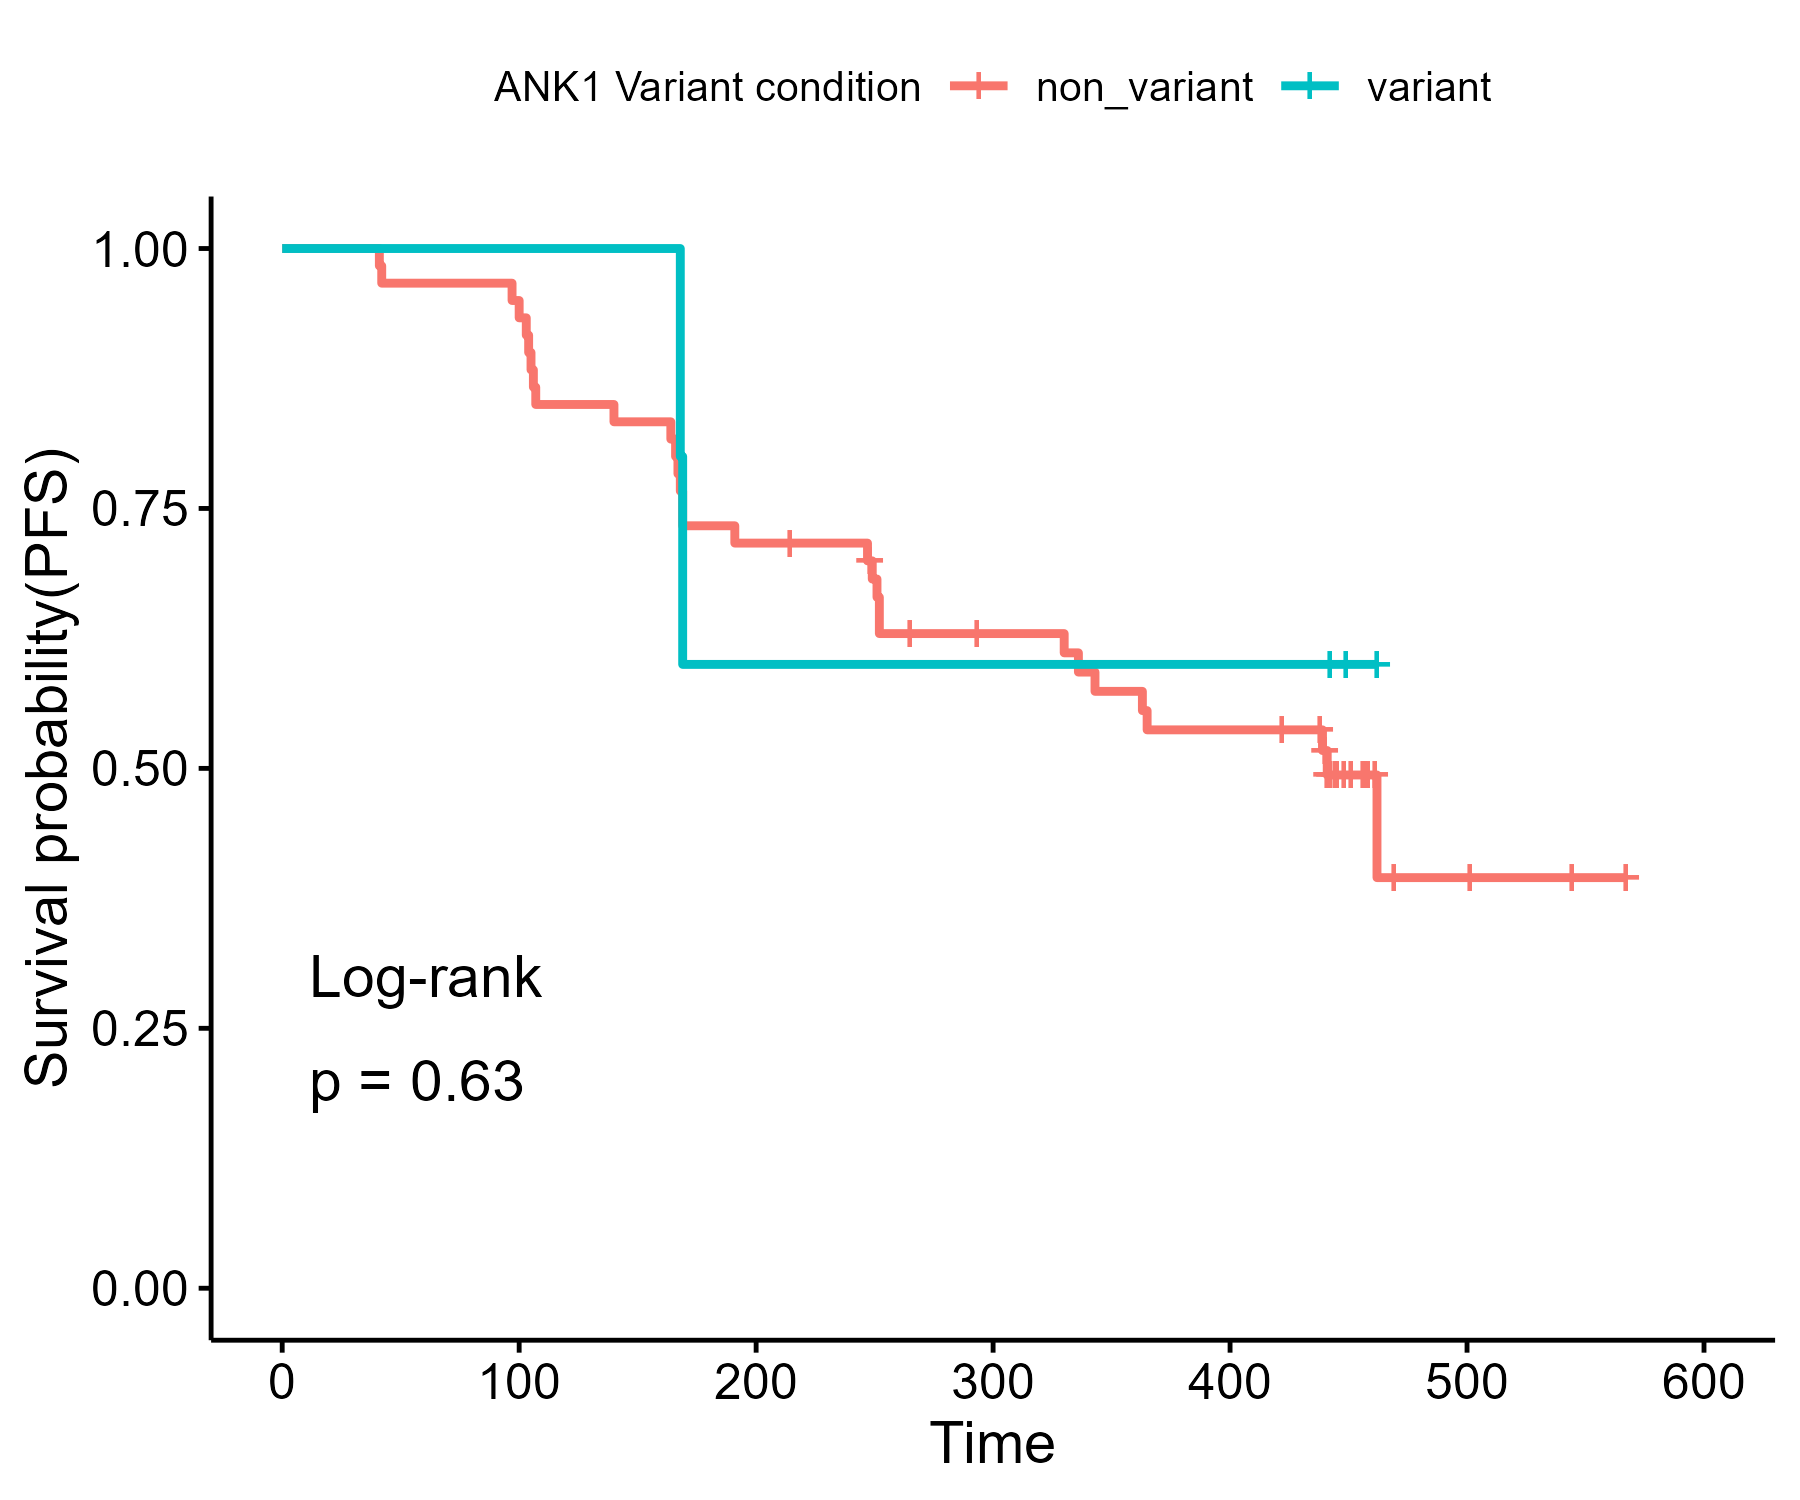 ANK1 Variant condition non_variant variant
Survival probability(PFS)
1.00
0.75
0.50
0.25
0.00
Log-rank
p = 0.63
0 100 200 300 400 500 600
Time